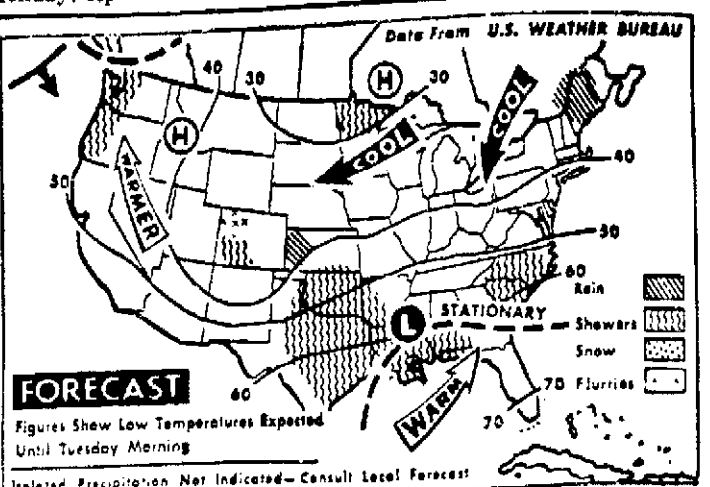 Data From U.S. WEATHER BUREAU
H
40
30
H
30
COOL
COOL
H
WARMER
50
40
50
60
Rain
STATIONARY
Showers
L
Snow
FORECAST
60
WARM
70
70
Flurries
Figures Show Low Temperatures Expected
Until Tuesday Morning
Isolated Precipitation Not Indicated—Consult Local Forecast